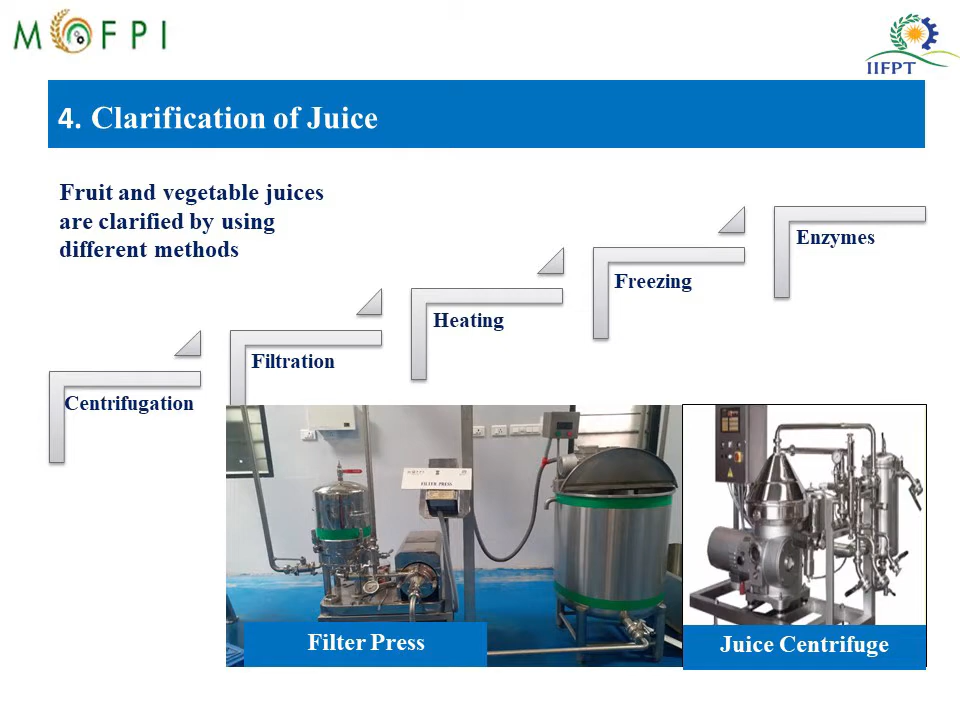 MOFPI
IIFPT
4. Clarification of Juice
Fruit and vegetable juices
are clarified by using
different methods
Enzymes
Freezing
Heating
Filtration
Centrifugation
FILTER PRESS
Filter Press
Juice Centrifuge